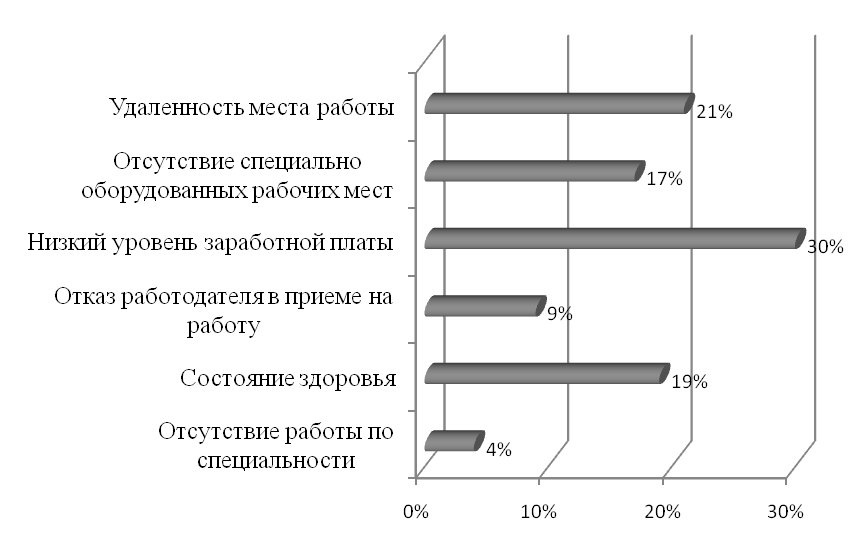 Удаленность места работы
21%
Отсутствие специально
оборудованных рабочих мест
17%
Низкий уровень заработной платы
30%
Отказ работодателя в приеме на
работу
9%
Состояние здоровья
19%
Отсутствие работы по
специальности
4%
0% 10% 20% 30%